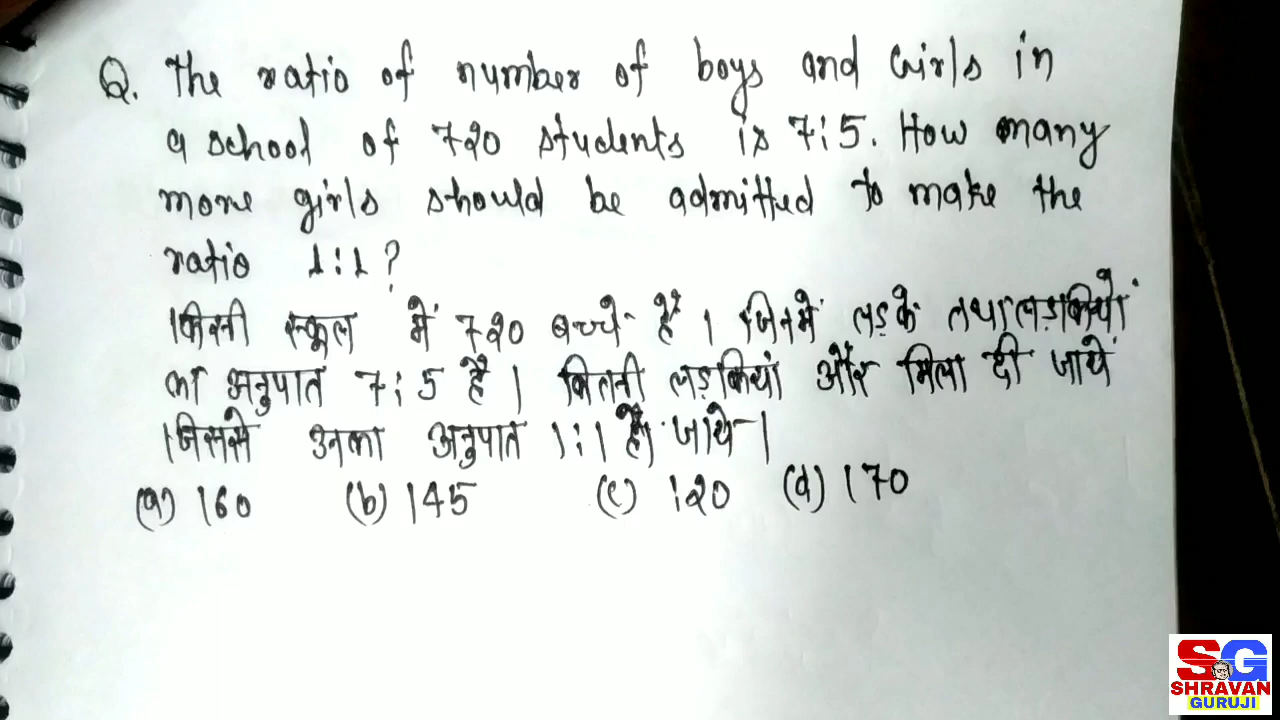 Q. The ratio of number of boys and Girls in
a school of 720 students is 7:5. How many
more girls should be admitted to make the
ratio 1:1?
किसी स्कूल में 720 बच्चे हैं। जिनमें लड़के तथा लड़कियों
का अनुपात 7:5 है। कितनी लड़कियां और मिला दी जायें
जिससे उनका अनुपात 1:1 हो जाये।
(a) 160 (b) 145 (c) 120 (d) 170
SG
SHRAVAN
GURUJI